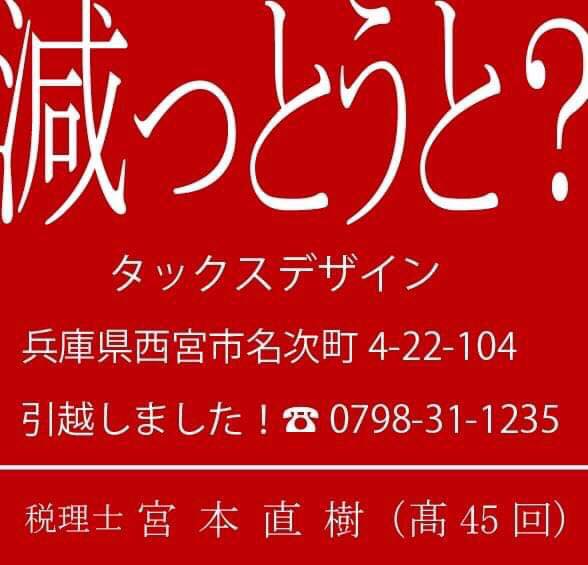 減っとうと?
タックスデザイン
兵庫県西宮市名次町 4-22-104
引越しました！☎ 0798-31-1235
税理士 宮 本 直 樹（髙 45 回）